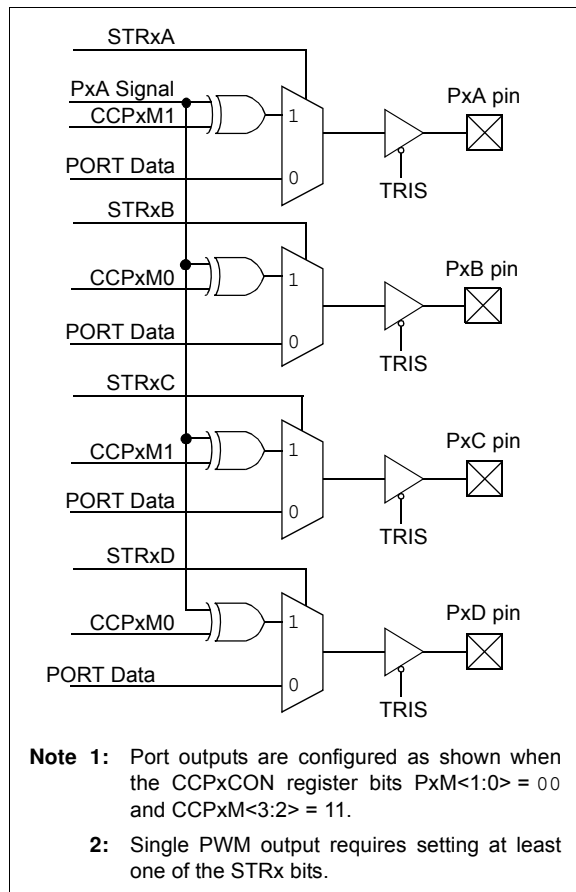 STRxA
PxA Signal
CCPxM1
1
PORT Data
0
TRIS
PxA pin
STRxB
CCPxM0
1
PORT Data
0
TRIS
PxB pin
STRxC
CCPxM1
1
PORT Data
0
TRIS
PxC pin
STRxD
CCPxM0
1
PORT Data
0
TRIS
PxD pin
Note 1: Port outputs are configured as shown when
the CCPxCON register bits PxM<1:0> = 00
and CCPxM<3:2> = 11.
2: Single PWM output requires setting at least
one of the STRx bits.